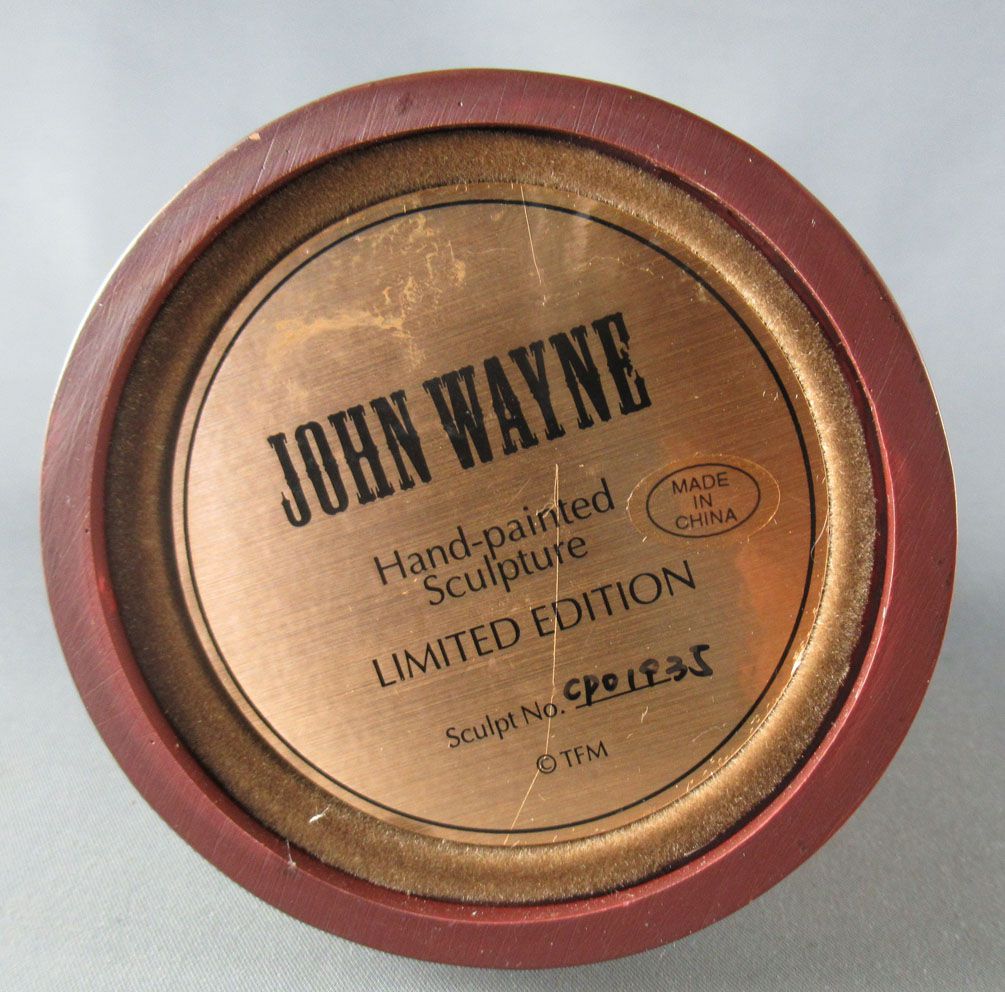 JOHN WAYNE
Hand-painted
Sculpture
MADE
IN
CHINA
LIMITED EDITION
Sculpt No. CP01935
© TFM